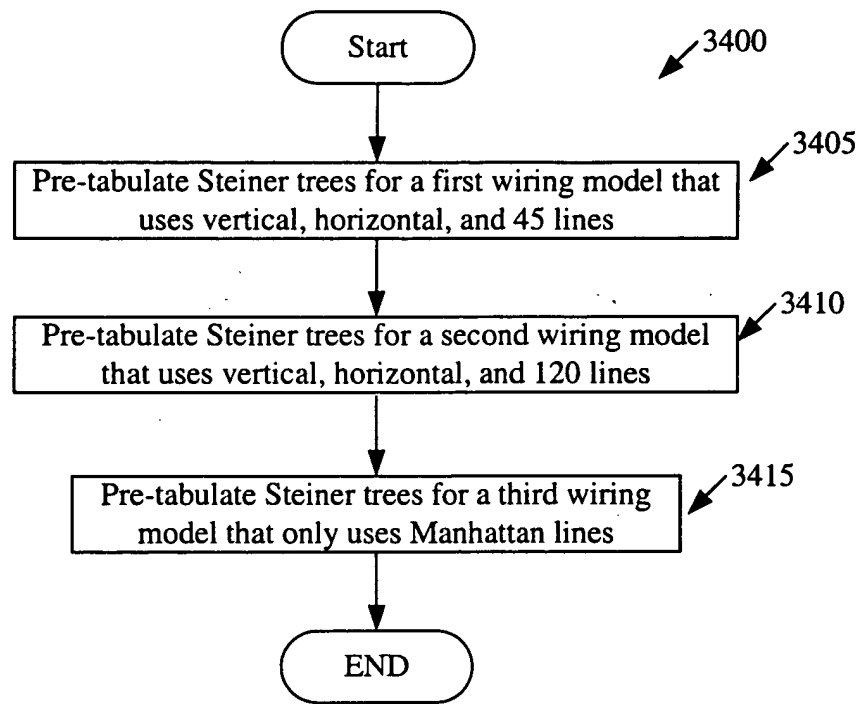 Start
3400
3405
Pre-tabulate Steiner trees for a first wiring model that
uses vertical, horizontal, and 45 lines
3410
Pre-tabulate Steiner trees for a second wiring model
that uses vertical, horizontal, and 120 lines
3415
Pre-tabulate Steiner trees for a third wiring
model that only uses Manhattan lines
END